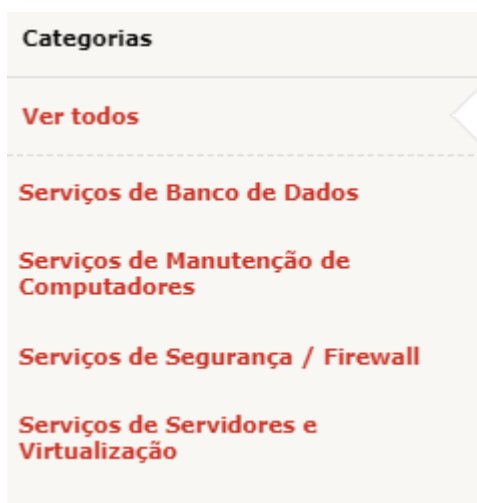 Categorias
Ver todos
Serviços de Banco de Dados
Serviços de Manutenção de
Computadores
Serviços de Segurança / Firewall
Serviços de Servidores e
Virtualização